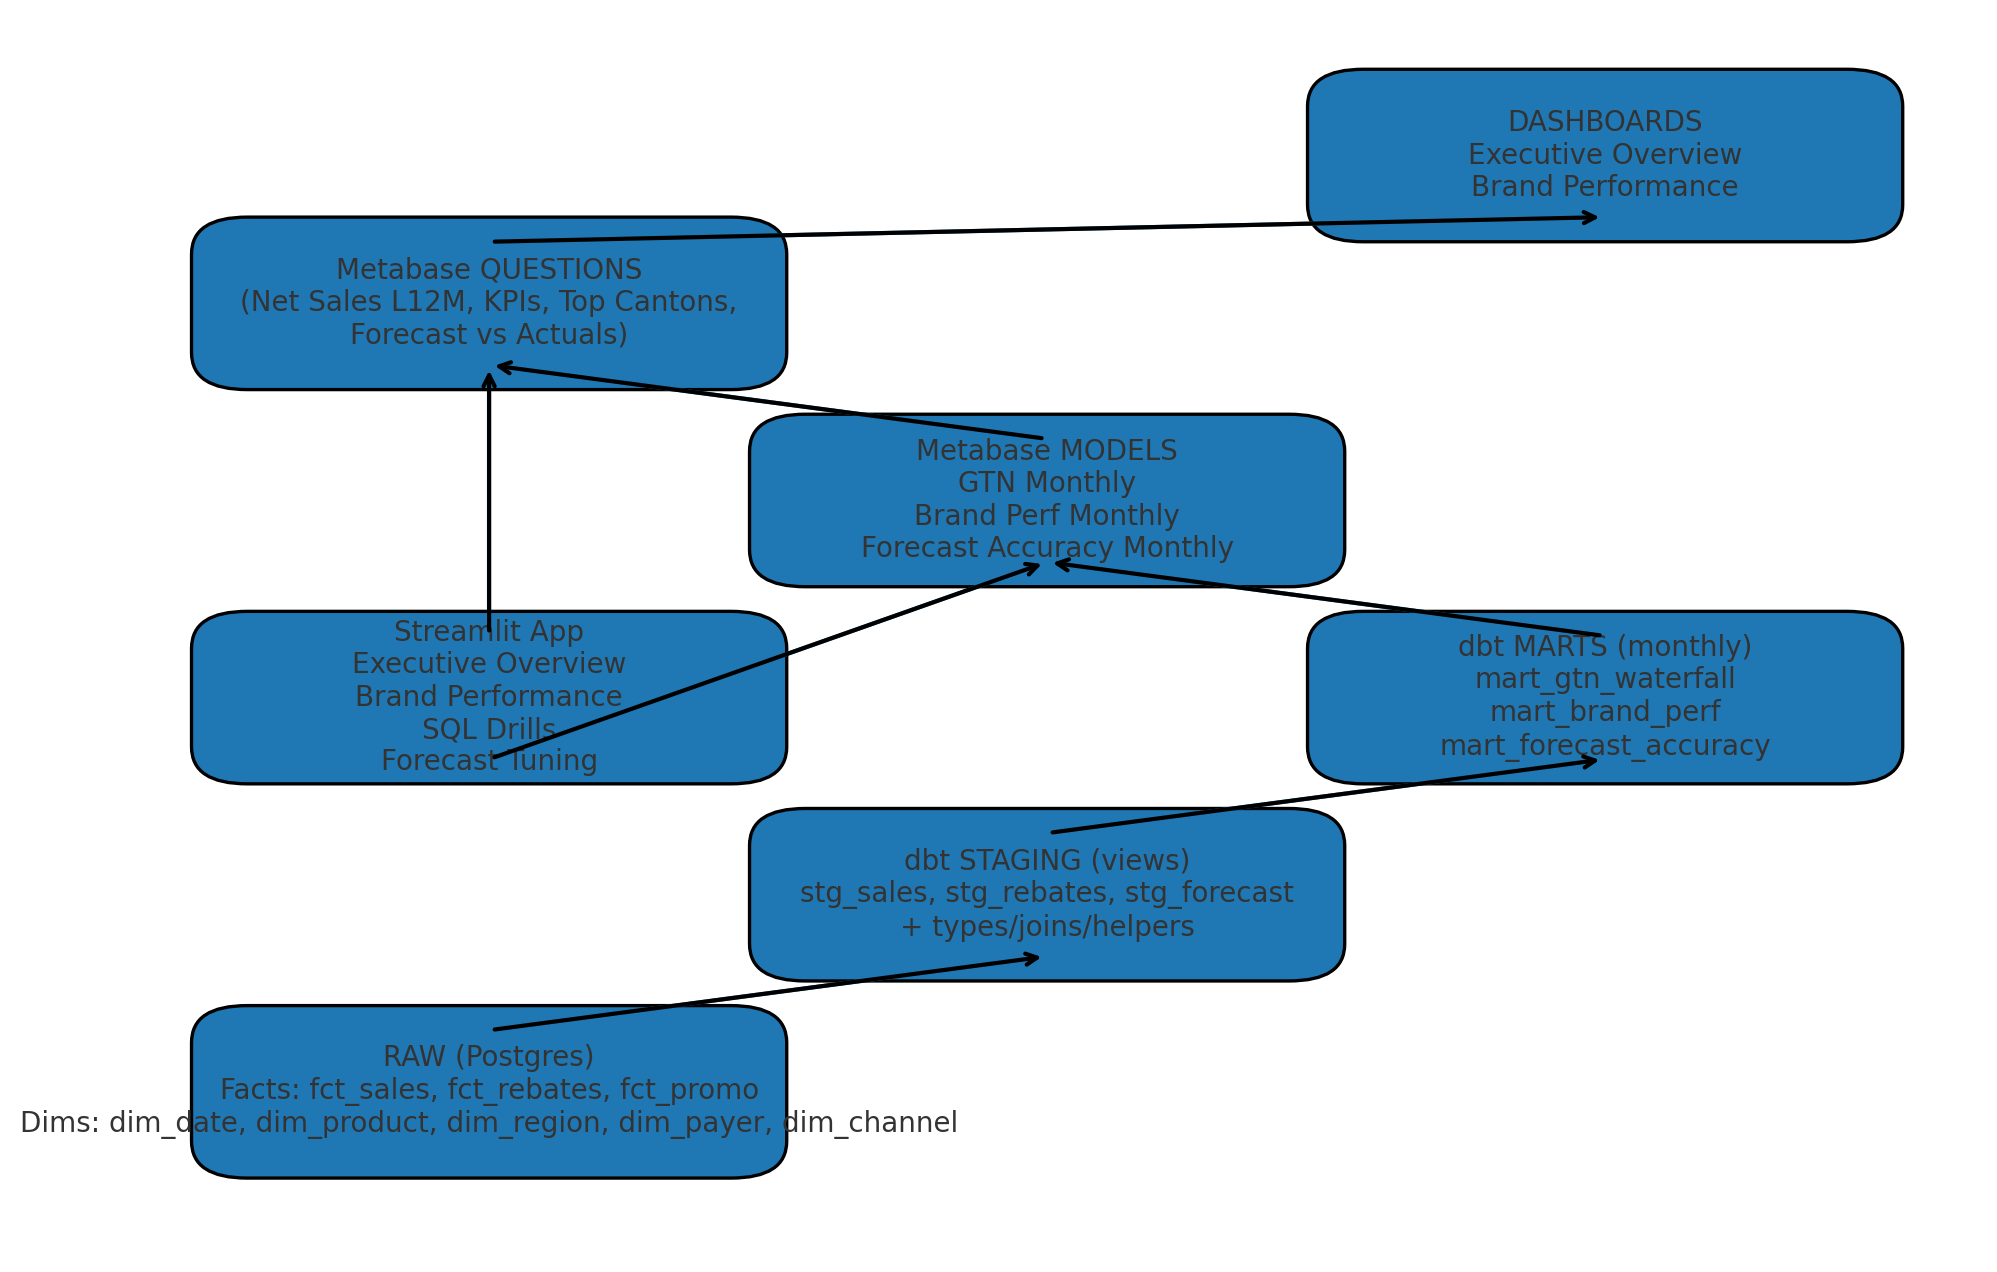 DASHBOARDS
Executive Overview
Brand Performance
Metabase QUESTIONS
(Net Sales L12M, KPIs, Top Cantons,
Forecast vs Actuals)
Metabase MODELS
GTN Monthly
Brand Perf Monthly
Forecast Accuracy Monthly
Streamlit App
Executive Overview
Brand Performance
SQL Drills
Forecast Tuning
dbt MARTS (monthly)
mart_gtn_waterfall
mart_brand_perf
mart_forecast_accuracy
dbt STAGING (views)
stg_sales, stg_rebates, stg_forecast
+ types/joins/helpers
RAW (Postgres)
Facts: fct_sales, fct_rebates, fct_promo
Dims: dim_date, dim_product, dim_region, dim_payer, dim_channel